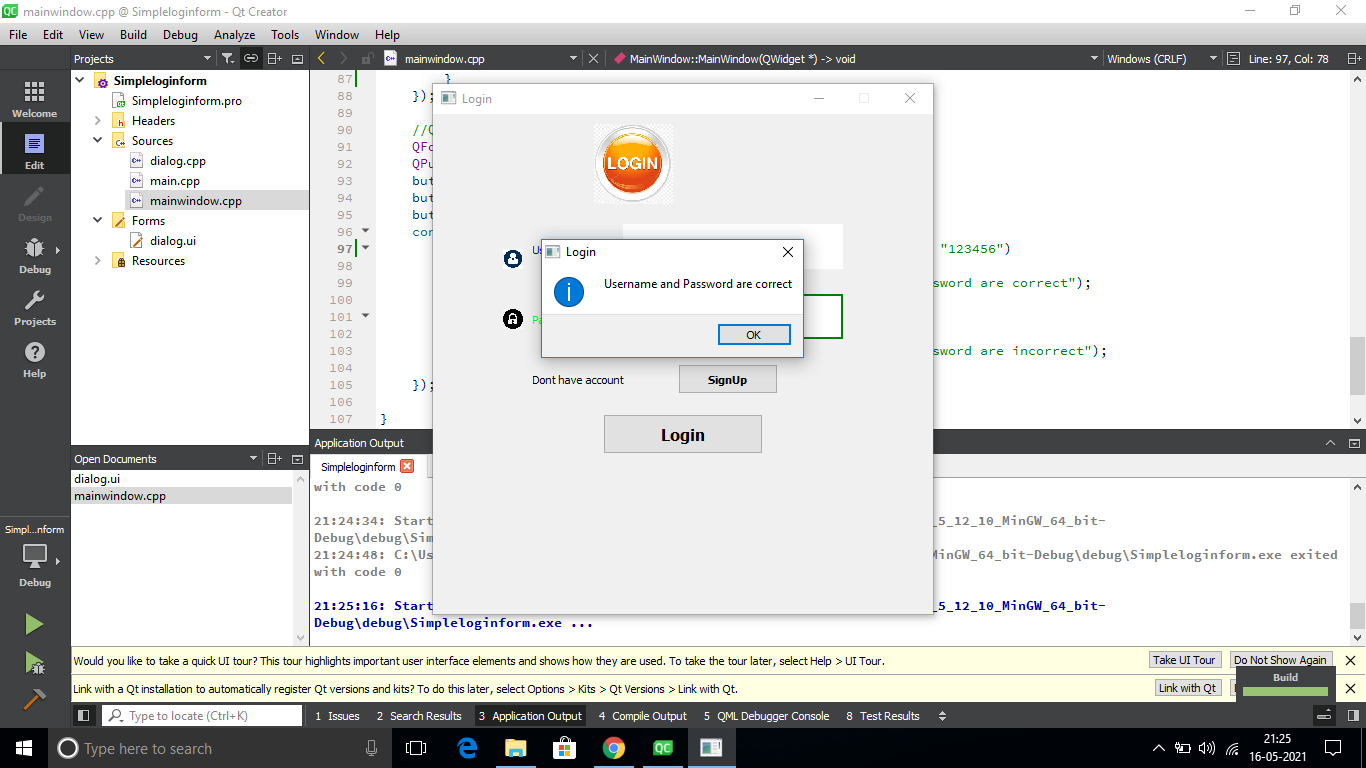 mainwindow.cpp @ Simpleloginform - Qt Creator
File Edit View Build Debug Analyze Tools Window Help
Projects
mainwindow.cpp
MainWindow::MainWindow(QWidget *) -> void
Windows (CRLF)
Line: 97, Col: 78
Welcome
Edit
Design
Debug
Projects
Help
Simpl...nform
Debug
Simpleloginform
Simpleloginform.pro
Headers
Sources
dialog.cpp
main.cpp
mainwindow.cpp
Forms
dialog.ui
Resources
Open Documents
dialog.ui
mainwindow.cpp
87 }
88 });
89
90 //Q
91 QFo
92 QPu
93 but
94 but
95 but
96 con
97 "123456")
98
99 sword are correct");
100
101
102
103 sword are incorrect");
104
105 });
106
107 }
Login
LOGIN
Us
Pa
Dont have account
SignUp
Login
Login
Username and Password are correct
OK
Application Output
Simpleloginform
with code 0
21:24:34: Start _5_12_10_MinGW_64_bit-
Debug\debug\Sim
21:24:48: C:\Us MinGW_64_bit-Debug\debug\Simpleloginform.exe exited
with code 0
21:25:16: Start _5_12_10_MinGW_64_bit-
Debug\debug\Simpleloginform.exe ...
Would you like to take a quick UI tour? This tour highlights important user interface elements and shows how they are used. To take the tour later, select Help > UI Tour.
Take UI Tour
Do Not Show Again
Link with a Qt installation to automatically register Qt versions and kits? To do this later, select Options > Kits > Qt Versions > Link with Qt.
Link with Qt
Build
Type to locate (Ctrl+K)
1 Issues 2 Search Results 3 Application Output 4 Compile Output 5 QML Debugger Console 8 Test Results
Type here to search
21:25
16-05-2021